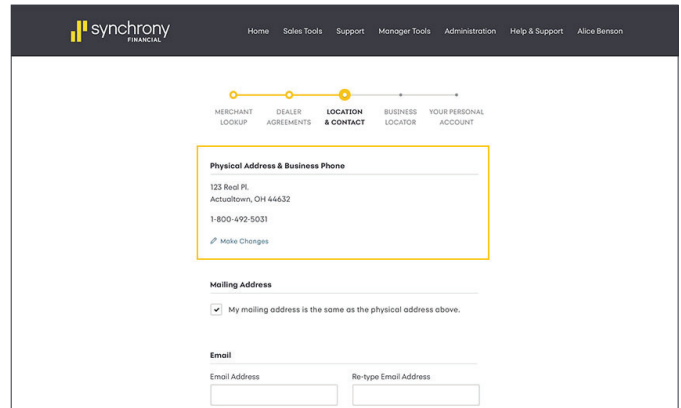 synchrony
FINANCIAL
Home Sales Tools Support Manager Tools Administration Help & Support Alice Benson
MERCHANT LOOKUP
DEALER AGREEMENTS
LOCATION & CONTACT
BUSINESS LOCATOR
YOUR PERSONAL ACCOUNT
Physical Address & Business Phone
123 Real Pl.
Actualtown, OH 44632
1-800-492-5031
Make Changes
Mailing Address
My mailing address is the same as the physical address above.
Email
Email Address Re-type Email Address